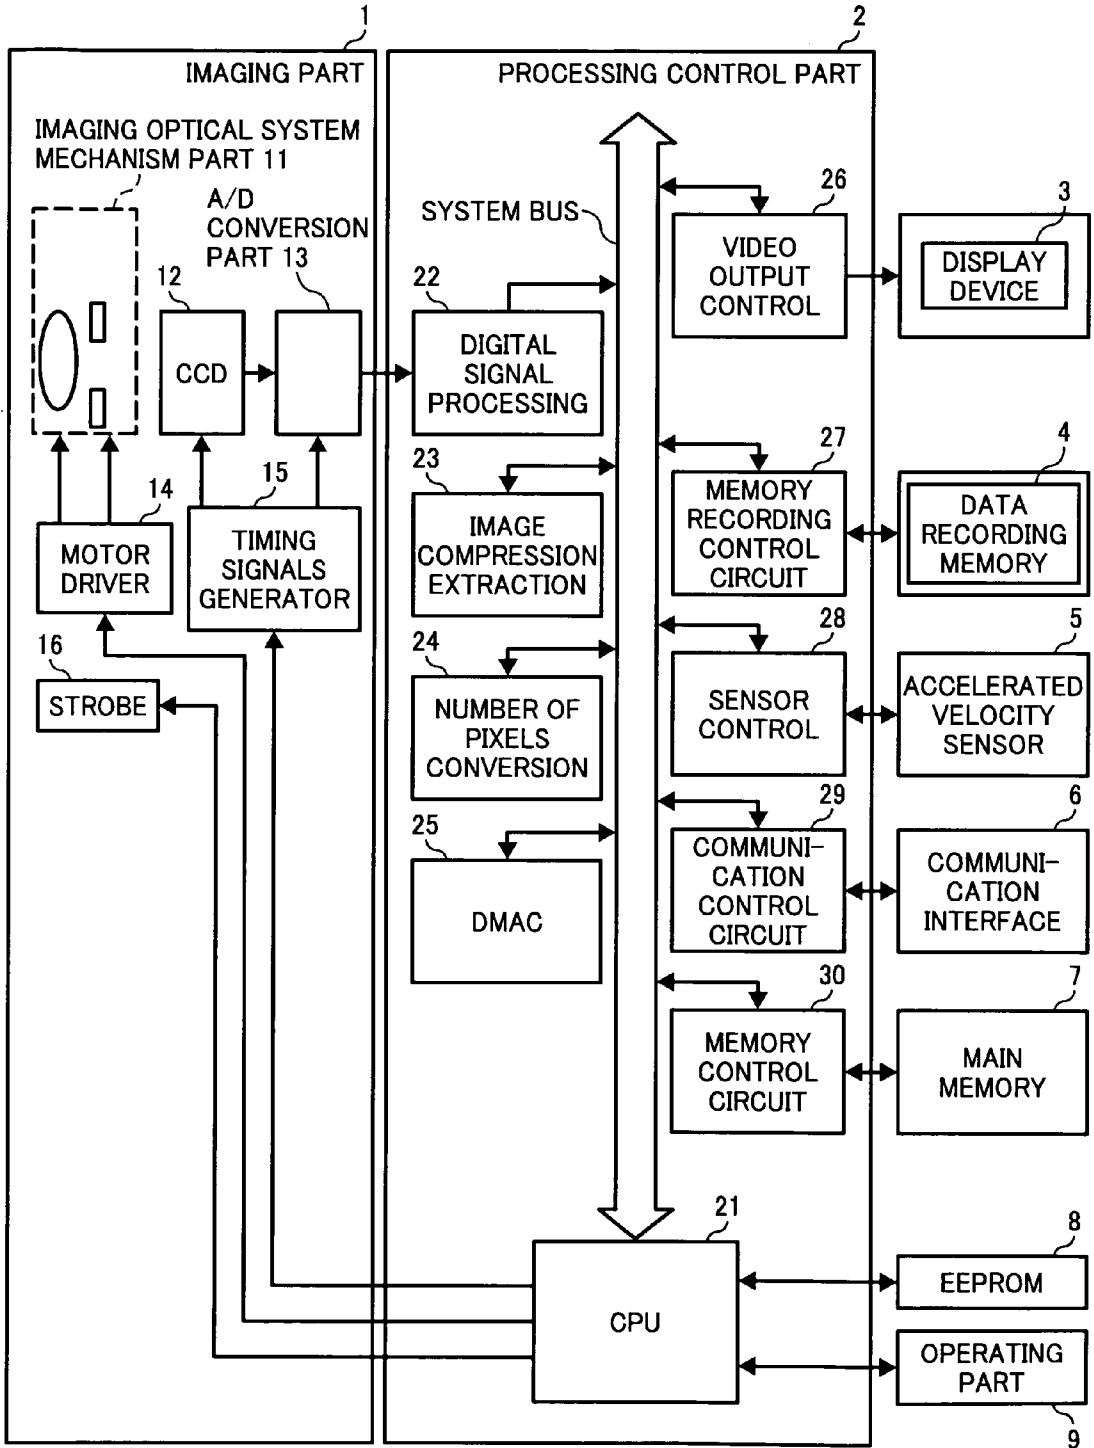 1
IMAGING PART
2
PROCESSING CONTROL PART
IMAGING OPTICAL SYSTEM
MECHANISM PART 11
A/D
CONVERSION
PART 13
12
CCD
14
MOTOR
DRIVER
15
TIMING
SIGNALS
GENERATOR
16
STROBE
SYSTEM BUS
22
DIGITAL
SIGNAL
PROCESSING
23
IMAGE
COMPRESSION
EXTRACTION
24
NUMBER OF
PIXELS
CONVERSION
25
DMAC
26
VIDEO
OUTPUT
CONTROL
27
MEMORY
RECORDING
CONTROL
CIRCUIT
28
SENSOR
CONTROL
29
COMMUNI-
CATION
CONTROL
CIRCUIT
30
MEMORY
CONTROL
CIRCUIT
21
CPU
3
DISPLAY
DEVICE
4
DATA
RECORDING
MEMORY
5
ACCELERATED
VELOCITY
SENSOR
6
COMMUNI-
CATION
INTERFACE
7
MAIN
MEMORY
8
EEPROM
OPERATING
PART
9